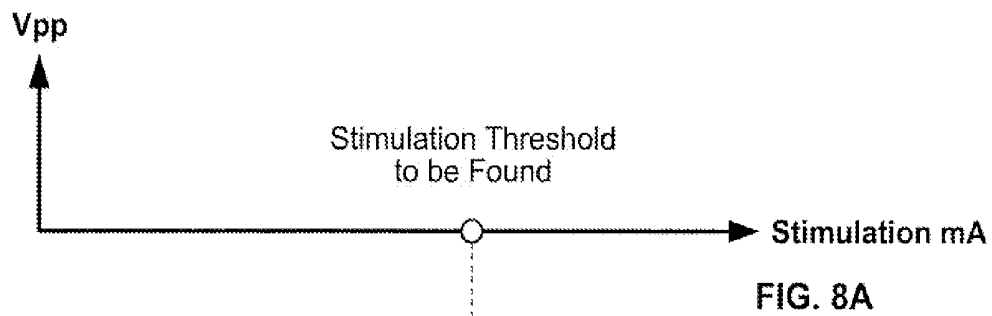 Vpp
Stimulation Threshold
to be Found
Stimulation mA
FIG. 8A